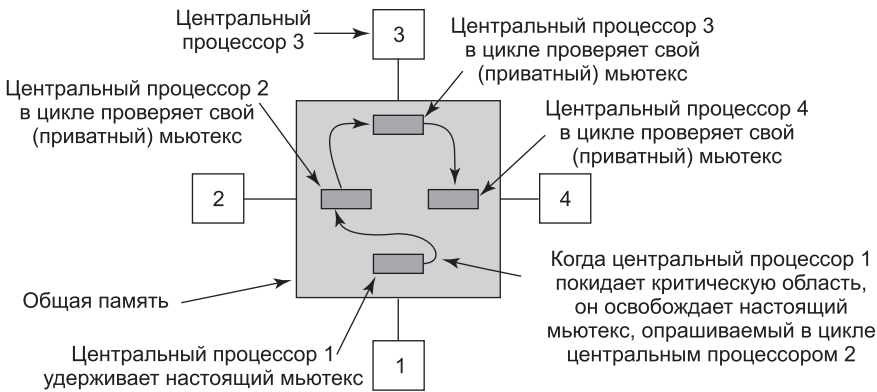 Центральный
процессор 3
3
Центральный процессор 3
в цикле проверяет свой
(приватный) мьютекс
Центральный процессор 2
в цикле проверяет свой
(приватный) мьютекс
Центральный процессор 4
в цикле проверяет свой
(приватный) мьютекс
2
4
Общая память
Когда центральный процессор 1
покидает критическую область,
он освобождает настоящий
мьютекс, опрашиваемый в цикле
центральным процессором 2
Центральный процессор 1
удерживает настоящий мьютекс
1